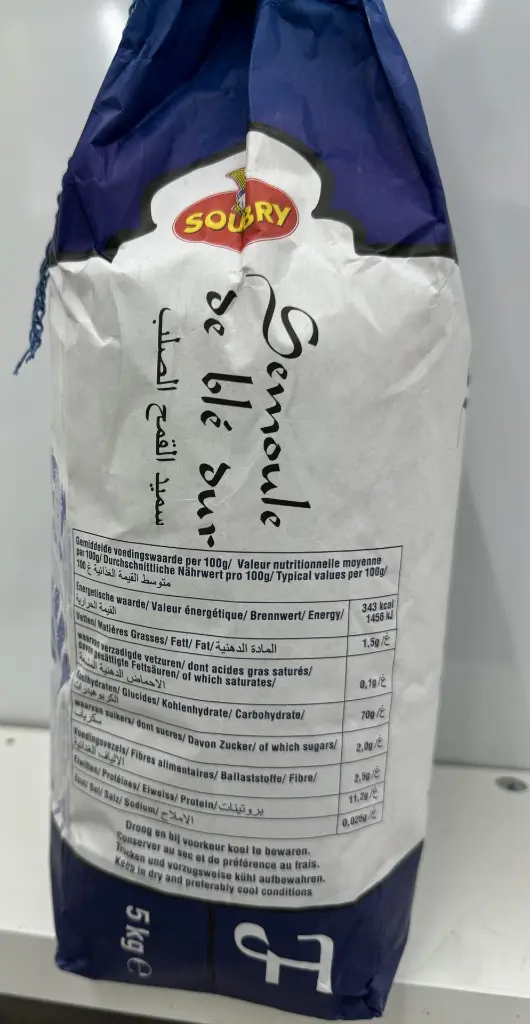 SOUBRY
Semoule
de blé dur
سميد القمح الصلب
Gemiddelde voedingswaarde per 100g/ Valeur nutritionnelle moyenne
par 100g/ Durchschnittliche Nährwert pro 100g/ Typical values per 100g/
متوسط القيمة الغذائية غ 100
Energetische waarde/ Valeur énergétique/ Brennwert/ Energy/
القيمة الحرارية
343 kcal
1456 kJ
Vetten/ Matières Grasses/ Fett/ Fat/ المادة الدهنية
1,5g /غ
waarvan verzadigde vetzuren/ dont acides gras saturés/
davon gesättigte Fettsäuren/ of which saturates/
الاحماض الدهنية المشبعة
0,1g /غ
Koolhydraten/ Glucides/ Kohlenhydrate/ Carbohydrate/
الكربوهيدرات
70g /غ
waarvan suikers/ dont sucres/ Davon Zucker/ of which sugars/
سكريات
2,0g /غ
Voedingsvezels/ Fibres alimentaires/ Ballaststoffe/ Fibre/
الالياف الغذائية
2,5g /غ
Eiwitten/ Protéines/ Eiweiss/ Protein/ بروتينات
11,2g /غ
Zout/ Sel/ Salz/ Sodium/ الاملاح
0,026g /غ
Droog en bij voorkeur koel te bewaren.
Conserver au sec et de préférence au frais.
Trocken und vorzugsweise kühl aufbewahren.
Keep in dry and preferably cool conditions
5 kg e
F